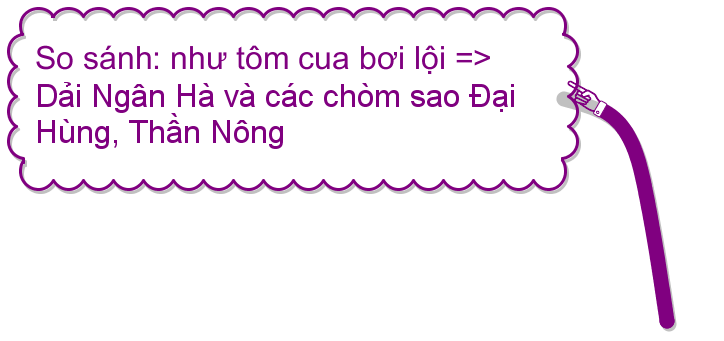 So sánh: như tôm cua bơi lội =>
Dải Ngân Hà và các chòm sao Đại
Hùng, Thần Nông